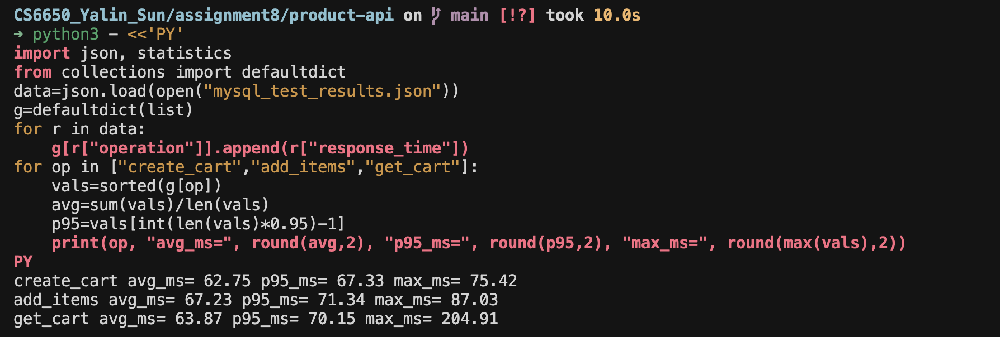 CS6650_Yalin_Sun/assignment8/product-api on main [!?] took 10.0s
→ python3 - <<'PY'
import json, statistics
from collections import defaultdict
data=json.load(open("mysql_test_results.json"))
g=defaultdict(list)
for r in data:
    g[r["operation"]].append(r["response_time"])
for op in ["create_cart","add_items","get_cart"]:
    vals=sorted(g[op])
    avg=sum(vals)/len(vals)
    p95=vals[int(len(vals)*0.95)-1]
    print(op, "avg_ms=", round(avg,2), "p95_ms=", round(p95,2), "max_ms=", round(max(vals),2))
PY
create_cart avg_ms= 62.75 p95_ms= 67.33 max_ms= 75.42
add_items avg_ms= 67.23 p95_ms= 71.34 max_ms= 87.03
get_cart avg_ms= 63.87 p95_ms= 70.15 max_ms= 204.91